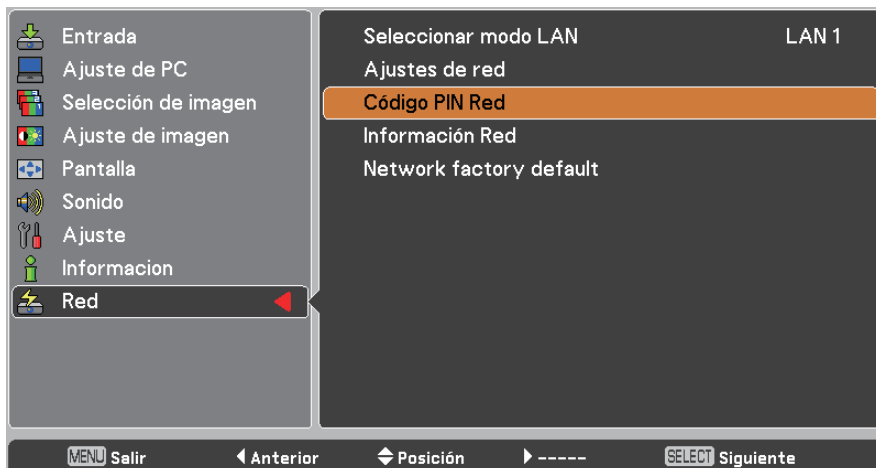 Entrada
Ajuste de PC
Selección de imagen
Ajuste de imagen
Pantalla
Sonido
Ajuste
Informacion
Red
Seleccionar modo LAN LAN 1
Ajustes de red
Código PIN Red
Información Red
Network factory default
MENU Salir Anterior Posición ----- SELECT Siguiente